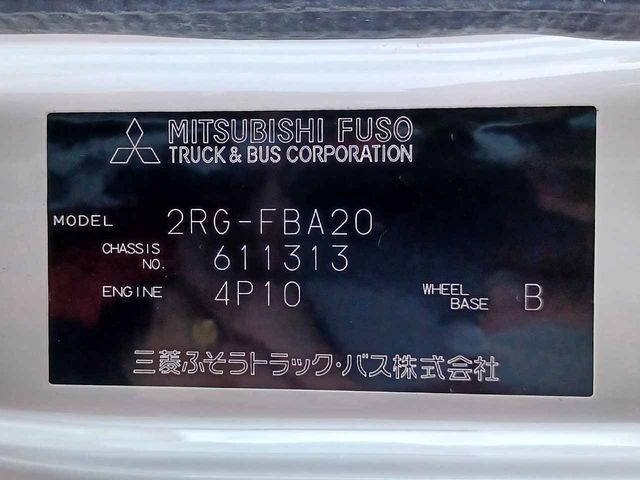 MITSUBISHI FUSO
TRUCK & BUS CORPORATION
MODEL 2RG-FBA20
CHASSIS NO. 611313
ENGINE 4P10 WHEEL BASE B
三菱ふそうトラック・バス株式会社